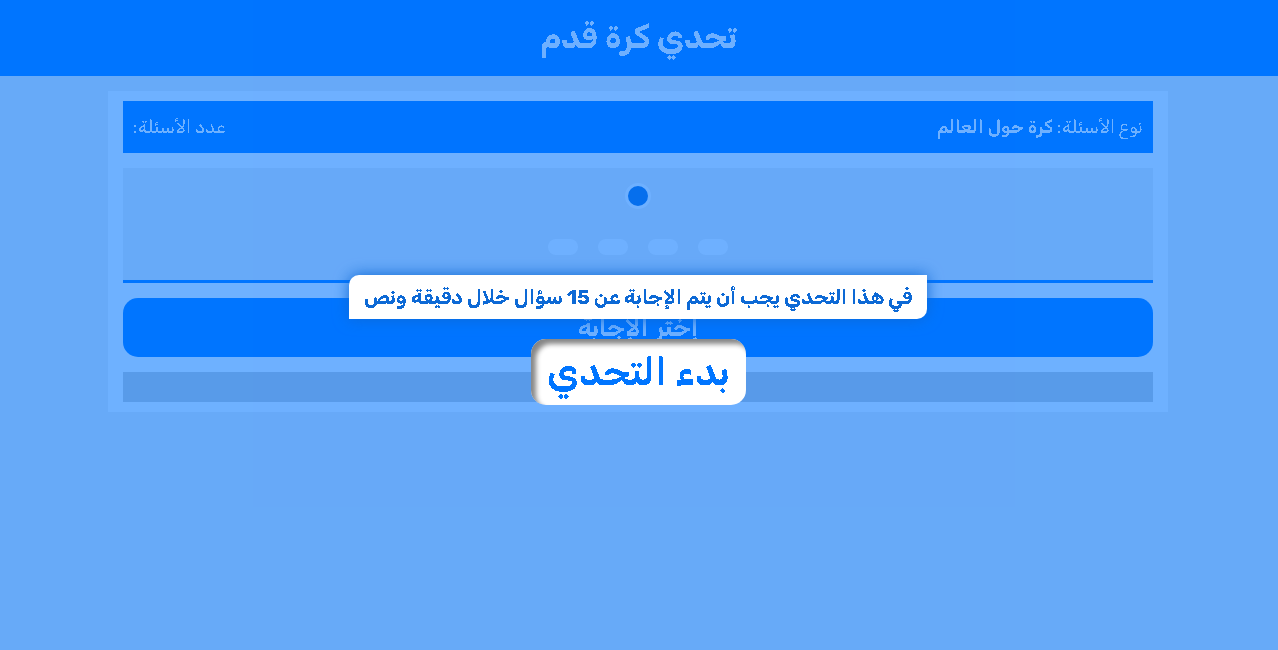 تحدي كرة قدم
نوع الأسئلة: كرة حول العالم
عدد الأسئلة:
في هذا التحدي يجب أن يتم الإجابة عن 15 سؤال خلال دقيقة ونص
إختر الإجابة
بدء التحدي